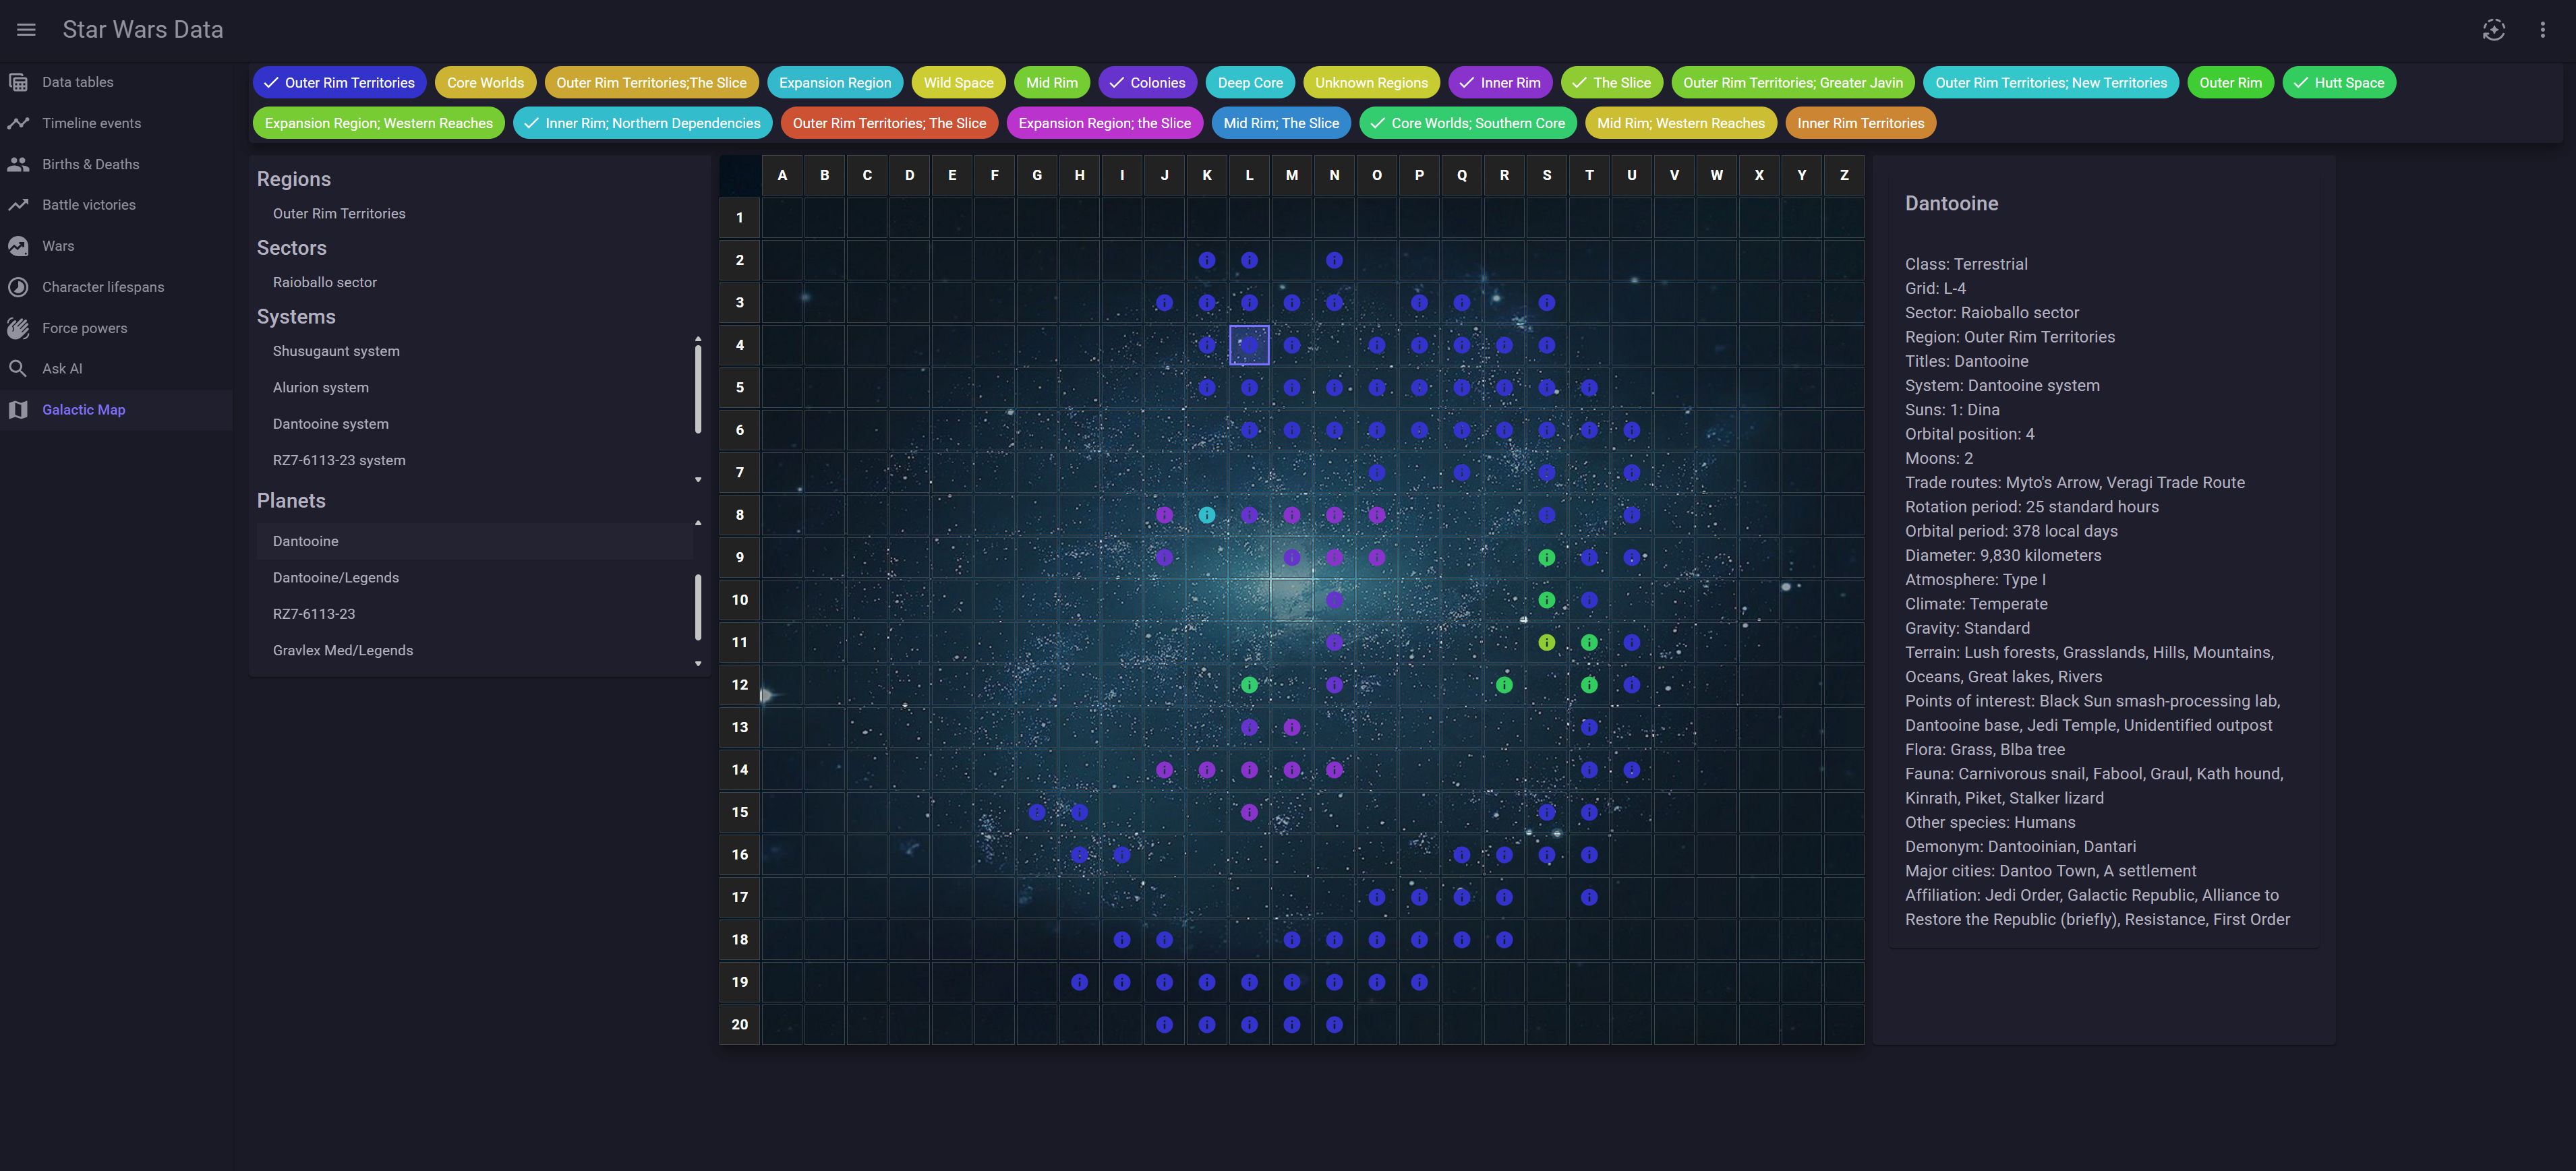 Star Wars Data
Data tables
Timeline events
Births & Deaths
Battle victories
Wars
Character lifespans
Force powers
Ask AI
Galactic Map
Outer Rim Territories Core Worlds Outer Rim Territories;The Slice Expansion Region Wild Space Mid Rim Colonies Deep Core Unknown Regions Inner Rim The Slice Outer Rim Territories; Greater Javin Outer Rim Territories; New Territories Outer Rim Hutt Space
Expansion Region; Western Reaches Inner Rim; Northern Dependencies Outer Rim Territories; The Slice Expansion Region; the Slice Mid Rim; The Slice Core Worlds; Southern Core Mid Rim; Western Reaches Inner Rim Territories
Regions
Outer Rim Territories
Sectors
Raioballo sector
Systems
Shusugaunt system
Alurion system
Dantooine system
RZ7-6113-23 system
Planets
Dantooine
Dantooine/Legends
RZ7-6113-23
Gravlex Med/Legends
A B C D E F G H I J K L M N O P Q R S T U V W X Y Z
1
2
3
4
5
6
7
8
9
10
11
12
13
14
15
16
17
18
19
20
Dantooine
Class: Terrestrial
Grid: L-4
Sector: Raioballo sector
Region: Outer Rim Territories
Titles: Dantooine
System: Dantooine system
Suns: 1: Dina
Orbital position: 4
Moons: 2
Trade routes: Myto's Arrow, Veragi Trade Route
Rotation period: 25 standard hours
Orbital period: 378 local days
Diameter: 9,830 kilometers
Atmosphere: Type I
Climate: Temperate
Gravity: Standard
Terrain: Lush forests, Grasslands, Hills, Mountains,
Oceans, Great lakes, Rivers
Points of interest: Black Sun smash-processing lab,
Dantooine base, Jedi Temple, Unidentified outpost
Flora: Grass, Blba tree
Fauna: Carnivorous snail, Fabool, Graul, Kath hound,
Kinrath, Piket, Stalker lizard
Other species: Humans
Demonym: Dantooinian, Dantari
Major cities: Dantoo Town, A settlement
Affiliation: Jedi Order, Galactic Republic, Alliance to
Restore the Republic (briefly), Resistance, First Order